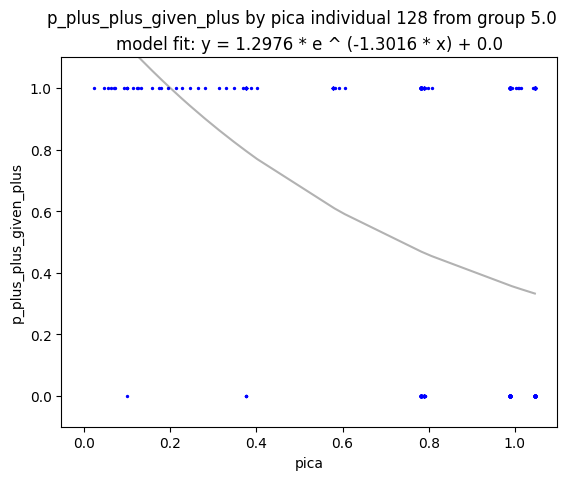 p_plus_plus_given_plus by pica individual 128 from group 5.0
model fit: y = 1.2976 * e ^ (-1.3016 * x) + 0.0
1.0
0.8
0.6
0.4
0.2
0.0
p_plus_plus_given_plus
0.0 0.2 0.4 0.6 0.8 1.0
pica